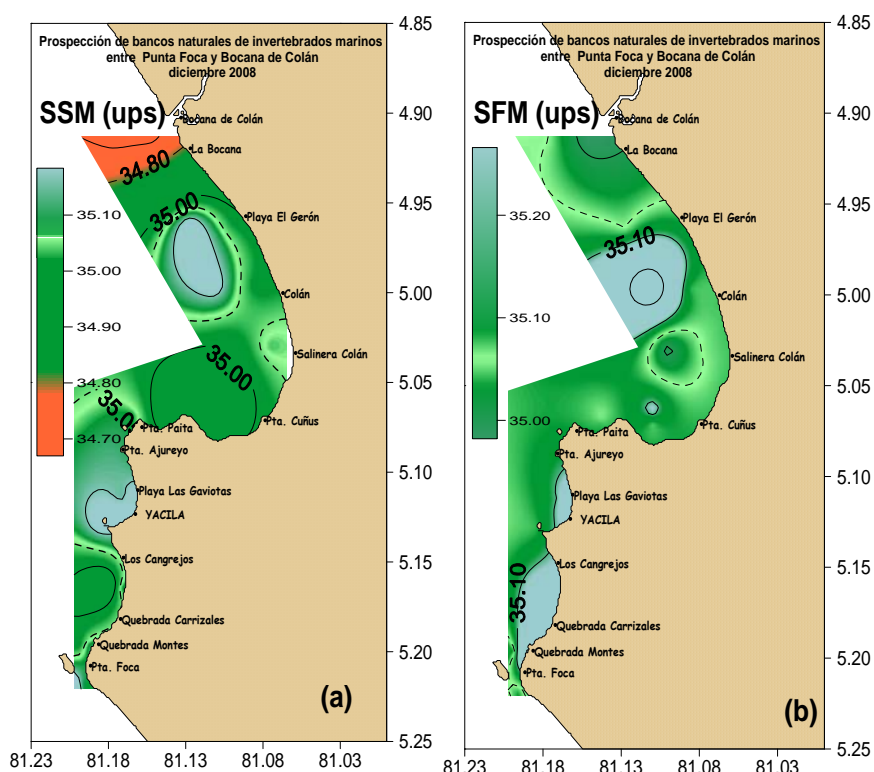 Prospección de bancos naturales de invertebrados marinos
entre Punta Foca y Bocana de Colán
diciembre 2008
SSM (ups)
Bocana de Colán
La Bocana
34.80
35.00
Playa El Gerón
35.10
35.00
34.90
34.80
34.70
Colán
Salinera Colán
35.00
Pta. Cuñus
Pta. Paita
Pta. Ajureyo
Playa Las Gaviotas
YACILA
Los Cangrejos
Quebrada Carrizales
Quebrada Montes
Pta. Foca
(a)
81.23
81.18
81.13
81.08
81.03
4.85
4.90
4.95
5.00
5.05
5.10
5.15
5.20
5.25
Prospección de bancos naturales de invertebrados marinos
entre Punta Foca y Bocana de Colán
diciembre 2008
SFM (ups)
Bocana de Colán
La Bocana
Playa El Gerón
35.10
35.20
35.10
35.00
Colán
Salinera Colán
Pta. Cuñus
Pta. Paita
Pta. Ajureyo
Playa Las Gaviotas
YACILA
Los Cangrejos
35.10
Quebrada Carrizales
Quebrada Montes
Pta. Foca
(b)
81.23
81.18
81.13
81.08
81.03
4.85
4.90
4.95
5.00
5.05
5.10
5.15
5.20
5.25